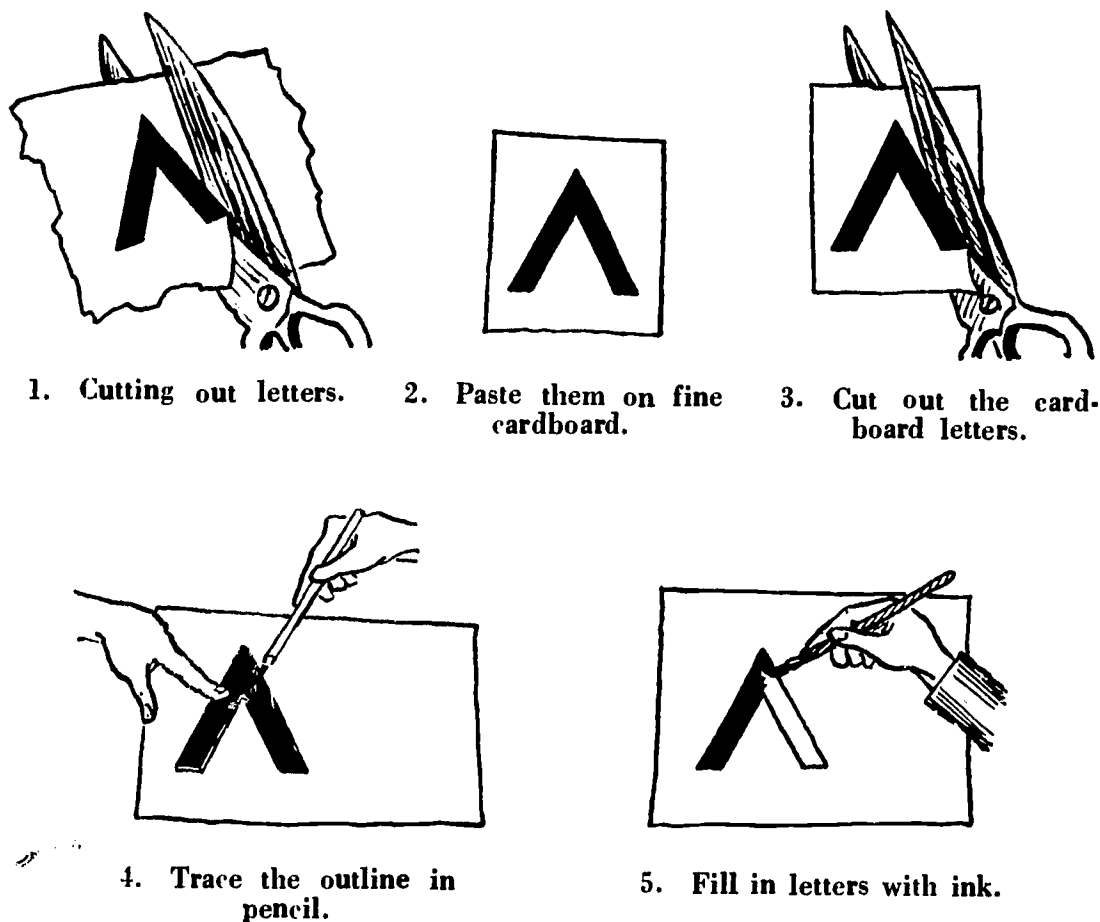 1. Cutting out letters.
2. Paste them on fine
cardboard.
3. Cut out the card-
board letters.
4. Trace the outline in
pencil.
5. Fill in letters with ink.